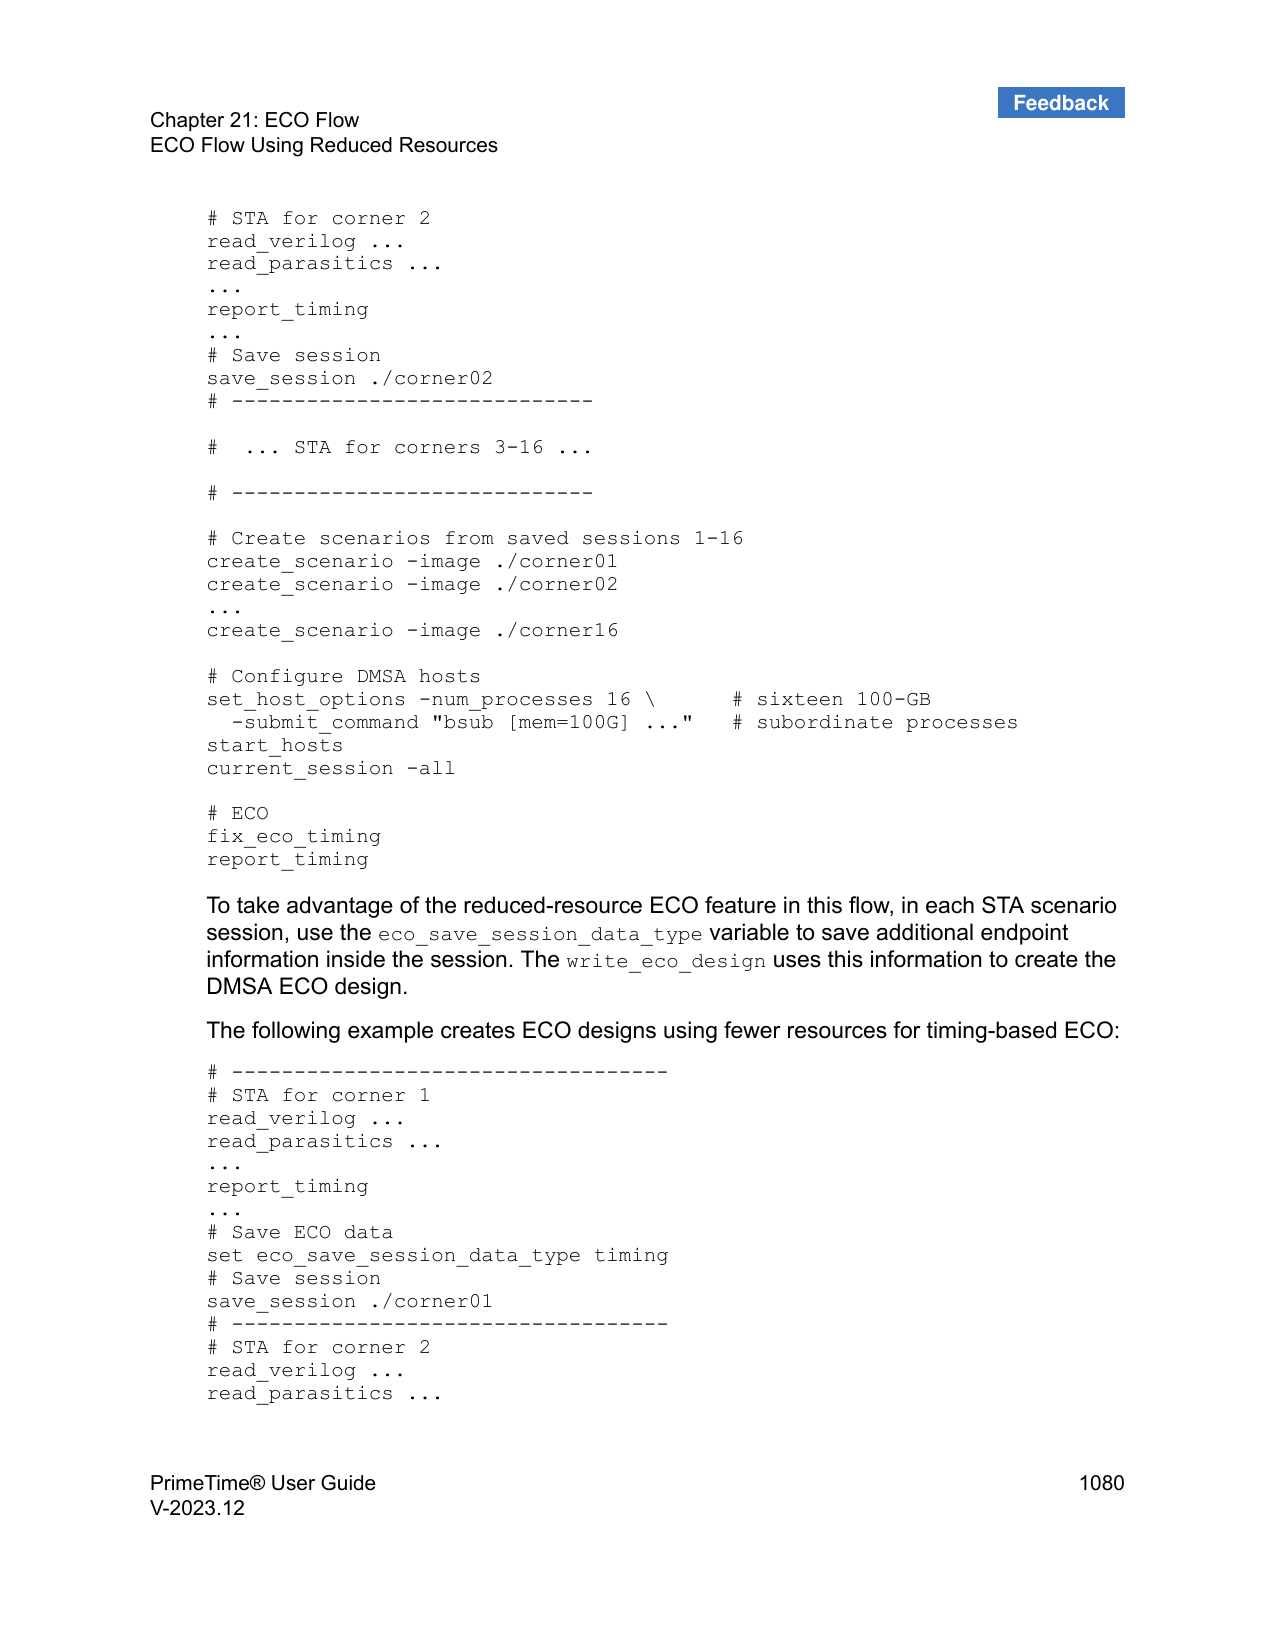 Feedback
Chapter 21: ECO Flow
ECO Flow Using Reduced Resources
# STA for corner 2
read_verilog ...
read_parasitics ...
...
report_timing
...
# Save session
save_session ./corner02
# -----------------------------
#  ... STA for corners 3-16 ...
# -----------------------------
# Create scenarios from saved sessions 1-16
create_scenario -image ./corner01
create_scenario -image ./corner02
...
create_scenario -image ./corner16
# Configure DMSA hosts
set_host_options -num_processes 16 \      # sixteen 100-GB
  -submit_command "bsub [mem=100G] ..."   # subordinate processes
start_hosts
current_session -all
# ECO
fix_eco_timing
report_timing
To take advantage of the reduced-resource ECO feature in this flow, in each STA scenario
session, use the eco_save_session_data_type variable to save additional endpoint
information inside the session. The write_eco_design uses this information to create the
DMSA ECO design.
The following example creates ECO designs using fewer resources for timing-based ECO:
# -----------------------------------
# STA for corner 1
read_verilog ...
read_parasitics ...
...
report_timing
...
# Save ECO data
set eco_save_session_data_type timing
# Save session
save_session ./corner01
# -----------------------------------
# STA for corner 2
read_verilog ...
read_parasitics ...
PrimeTime® User Guide 1080
V-2023.12